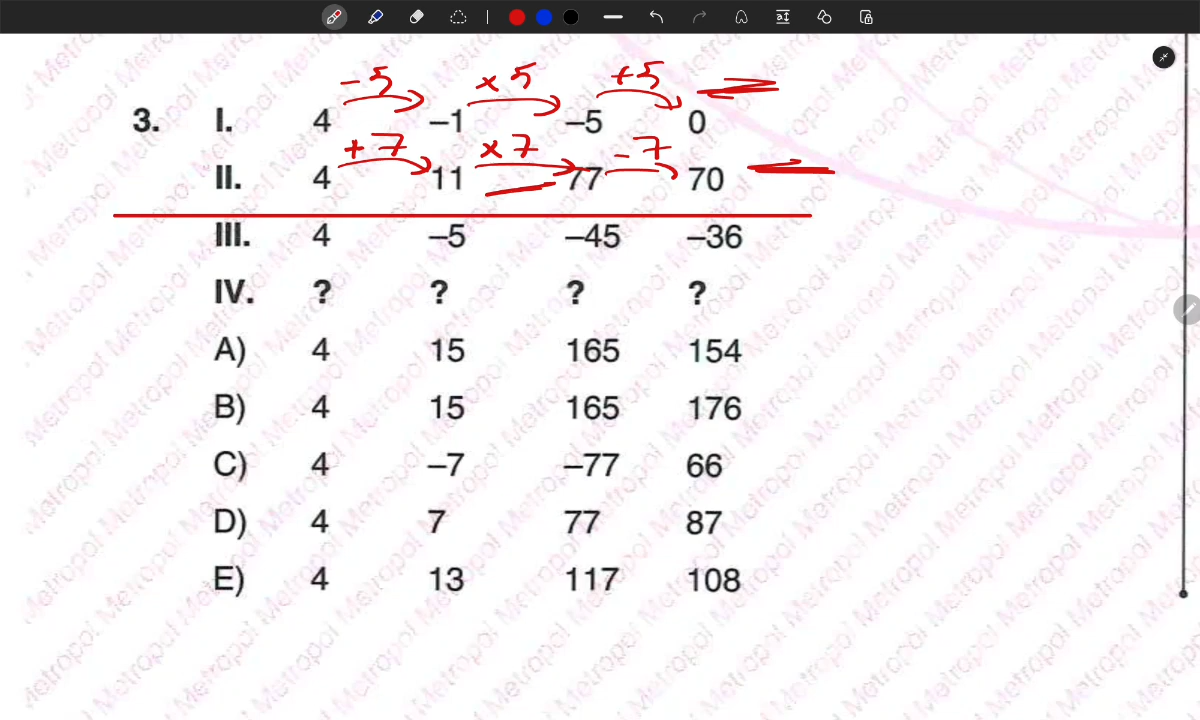 -5 ×5 +5
3. I. 4 –1 –5 0
+7 ×7 -7
II. 4 11 77 70
III. 4 –5 –45 –36
IV. ? ? ? ?
A) 4 15 165 154
B) 4 15 165 176
C) 4 –7 –77 66
D) 4 7 77 87
E) 4 13 117 108
Metropol